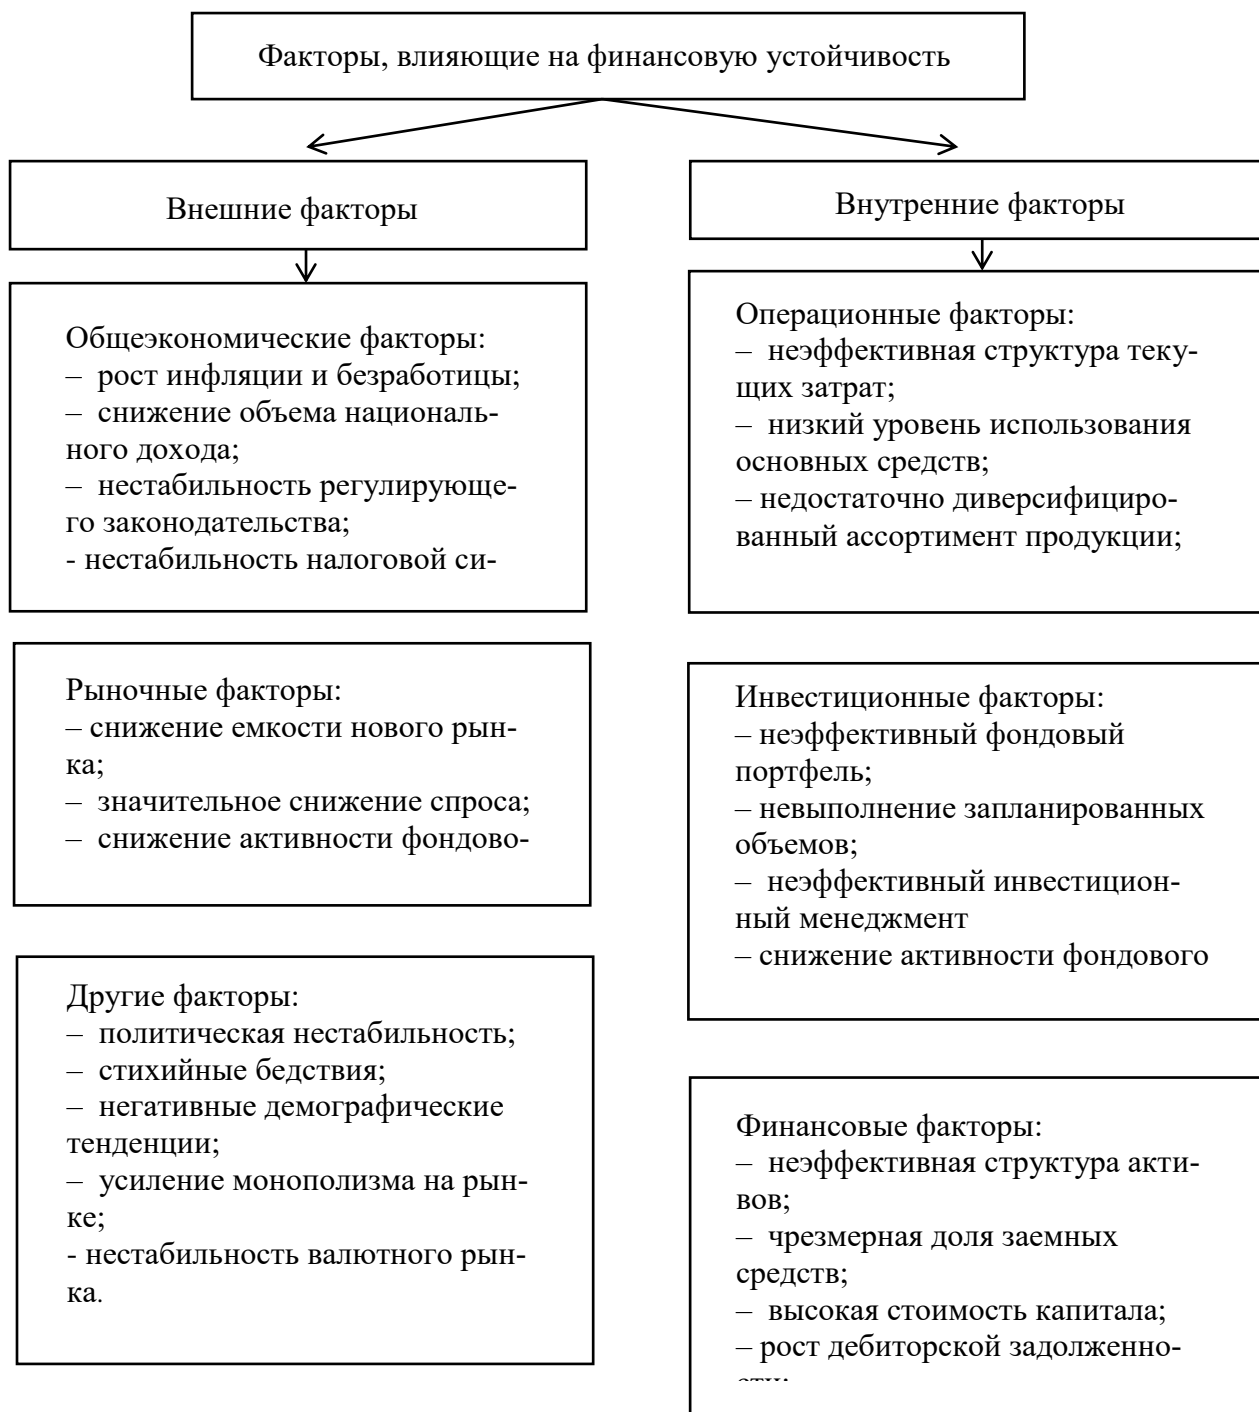 Факторы, влияющие на финансовую устойчивость
Внешние факторы
Общеэкономические факторы:
– рост инфляции и безработицы;
– снижение объема националь-
ного дохода;
– нестабильность регулирующе-
го законодательства;
- нестабильность налоговой си-
Рыночные факторы:
– снижение емкости нового рын-
ка;
– значительное снижение спроса;
– снижение активности фондово-
Другие факторы:
– политическая нестабильность;
– стихийные бедствия;
– негативные демографические
тенденции;
– усиление монополизма на рын-
ке;
- нестабильность валютного рын-
ка.
Внутренние факторы
Операционные факторы:
– неэффективная структура теку-
щих затрат;
– низкий уровень использования
основных средств;
– недостаточно диверсифициро-
ванный ассортимент продукции;
Инвестиционные факторы:
– неэффективный фондовый
портфель;
– невыполнение запланированных
объемов;
– неэффективный инвестицион-
ный менеджмент
– снижение активности фондового
Финансовые факторы:
– неэффективная структура акти-
вов;
– чрезмерная доля заемных
средств;
– высокая стоимость капитала;
– рост дебиторской задолженно-